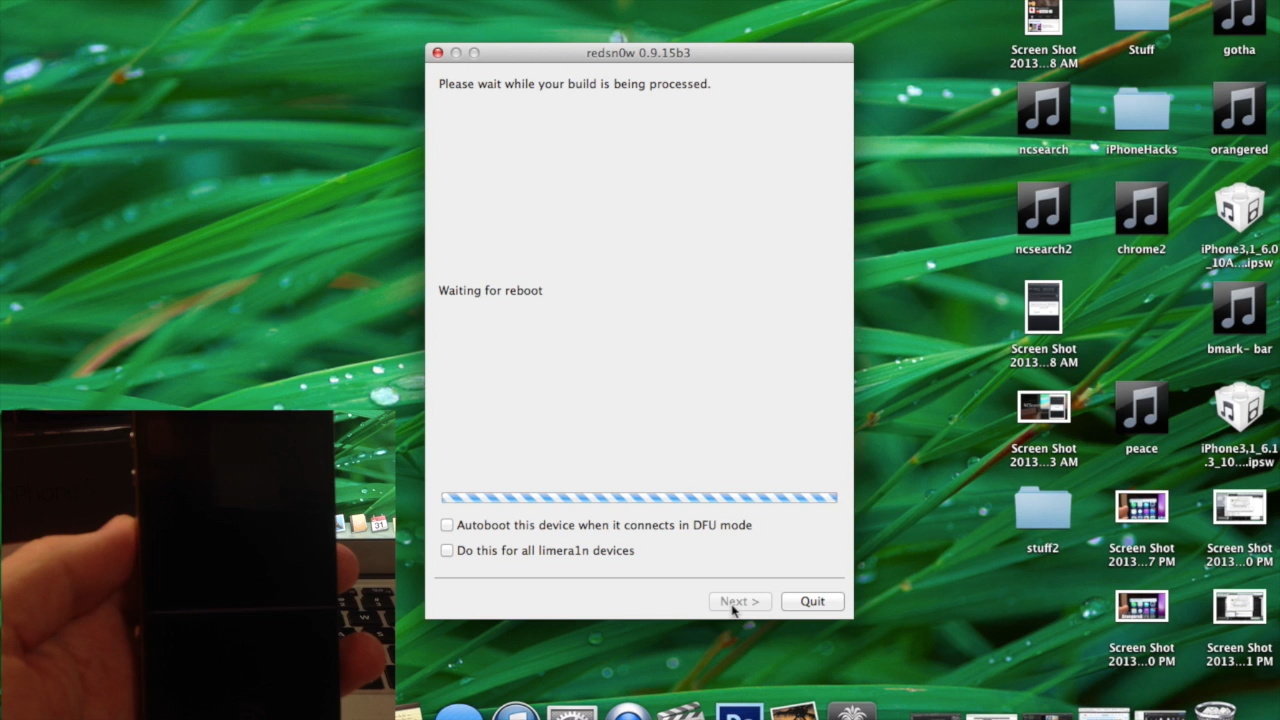 redsn0w 0.9.15b3
Please wait while your build is being processed.
Waiting for reboot
Autoboot this device when it connects in DFU mode
Do this for all limera1n devices
Next >
Quit
Screen Shot
2013...8 AM
Stuff
gotha
ncsearch
iPhoneHacks
orangered
ncsearch2
chrome2
iPhone3,1_6.0
_10A....ipsw
Screen Shot
2013...8 AM
bmark- bar
Screen Shot
2013...3 AM
peace
iPhone3,1_6.1
.3_10....ipsw
stuff2
Screen Shot
2013...7 PM
Screen Shot
2013...0 PM
Screen Shot
2013...0 PM
Screen Shot
2013...1 PM
31